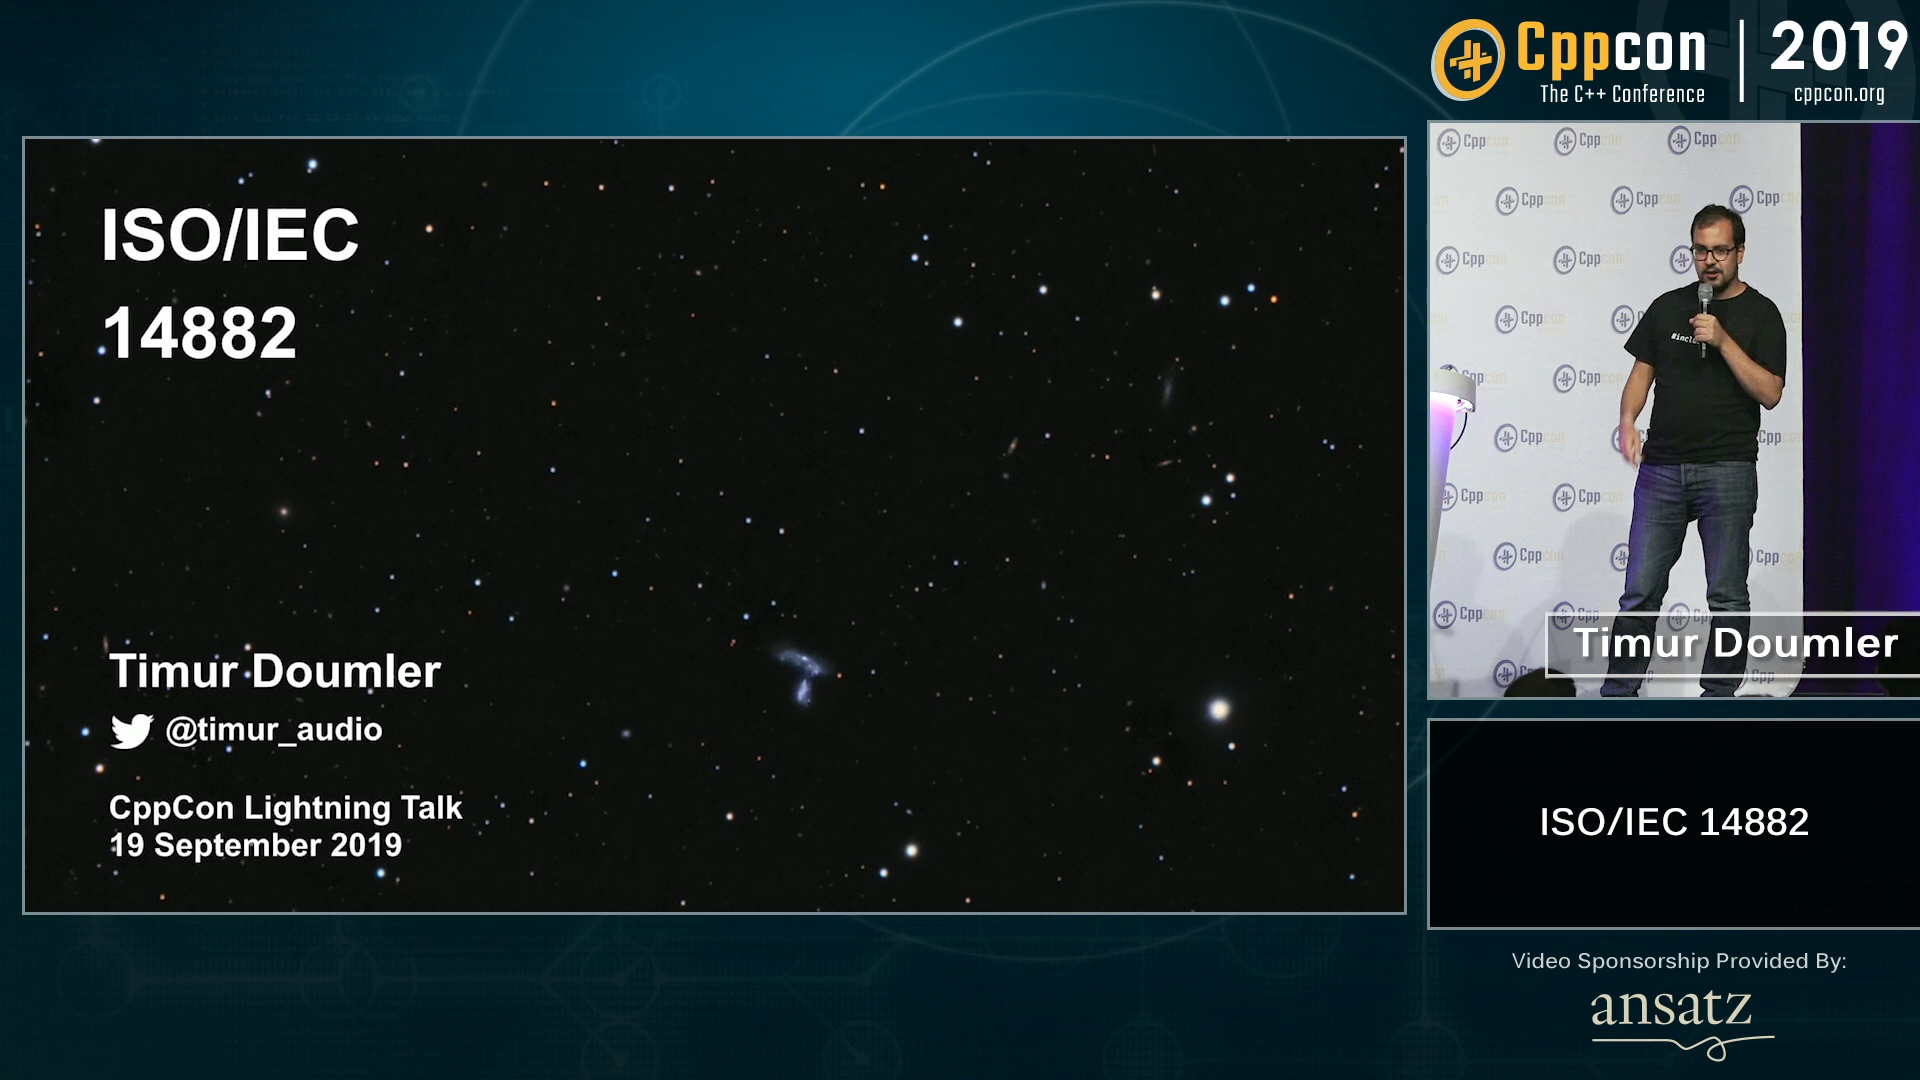 Cppcon | 2019
The C++ Conference
cppcon.org
ISO/IEC
14882
Timur Doumler
@timur_audio
CppCon Lightning Talk
19 September 2019
Cppcon
Timur Doumler
ISO/IEC 14882
Video Sponsorship Provided By:
ansatz